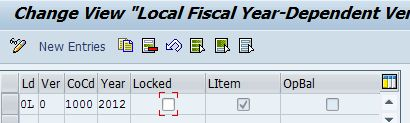 Change View "Local Fiscal Year-Dependent Ver
New Entries
Ld Ver CoCd Year Locked LItem OpBal
0L 0 1000 2012